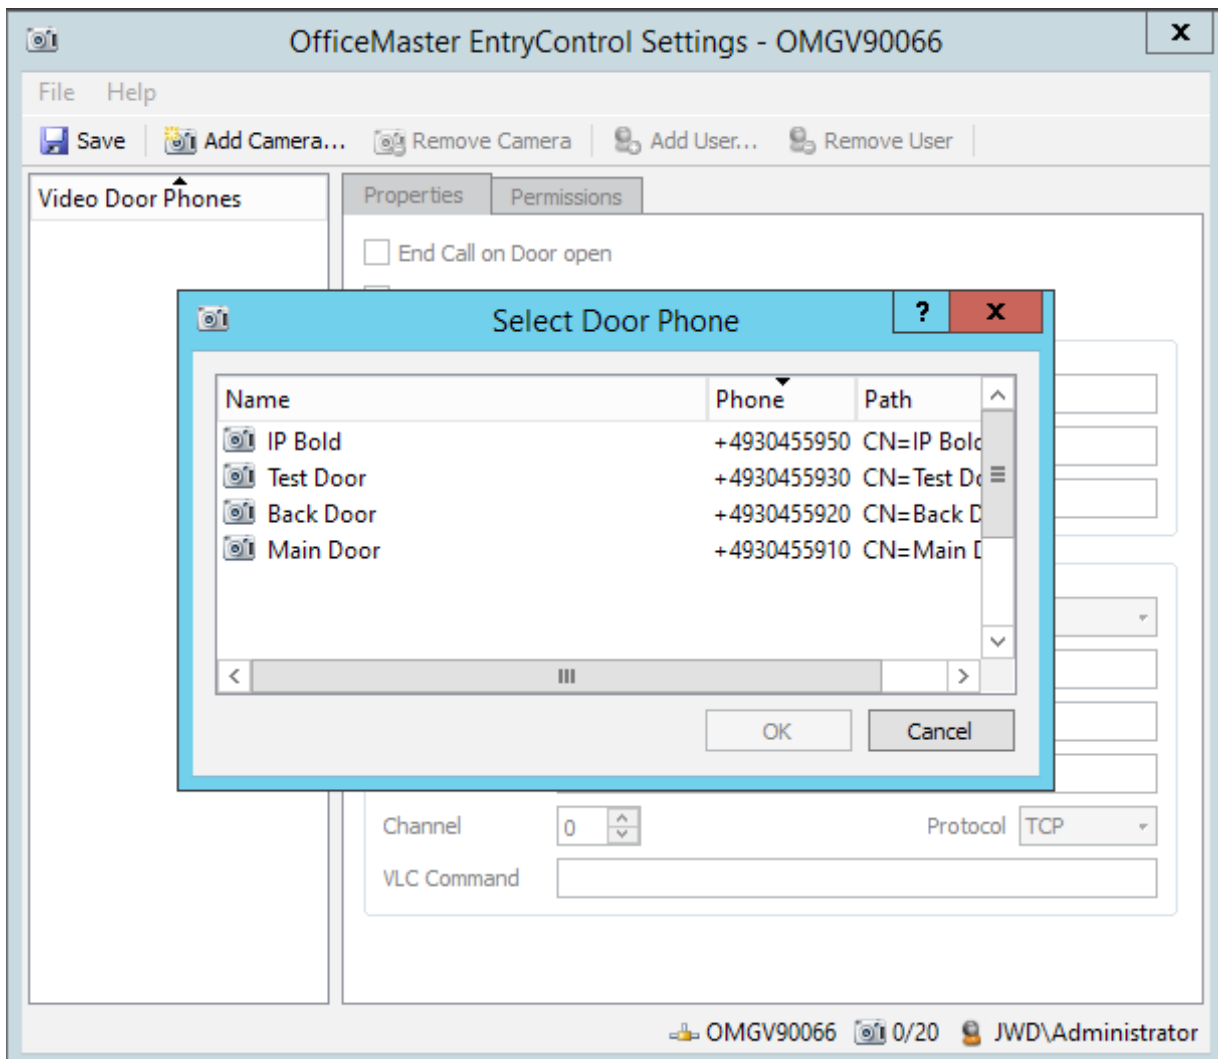 OfficeMaster EntryControl Settings - OMGV90066 x
File Help
Save Add Camera... Remove Camera Add User... Remove User
Video Door Phones
Properties Permissions
End Call on Door open
Select Door Phone ? x
Name Phone Path
IP Bold +4930455950 CN=IP Bold
Test Door +4930455930 CN=Test Do
Back Door +4930455920 CN=Back D
Main Door +4930455910 CN=Main D
OK Cancel
Channel 0 Protocol TCP
VLC Command
OMGV90066 0/20 JWD\Administrator